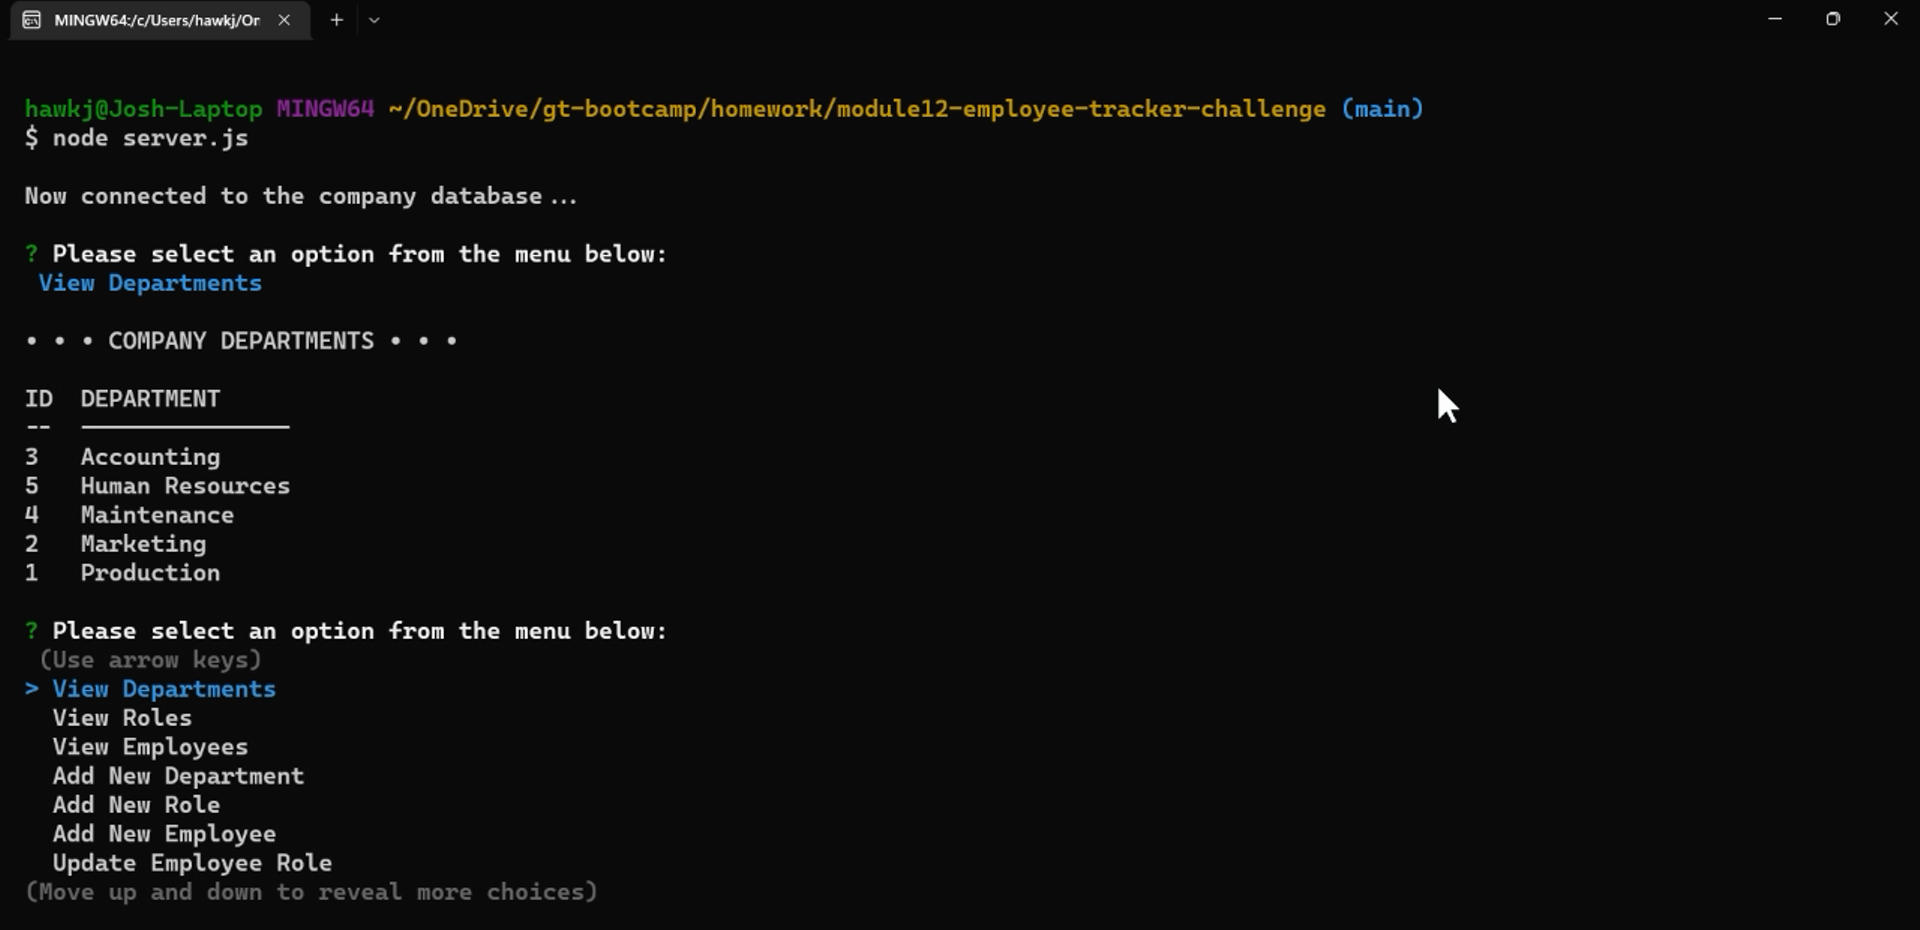 MINGW64:/c/Users/hawkj/On
hawkj@Josh-Laptop MINGW64 ~/OneDrive/gt-bootcamp/homework/module12-employee-tracker-challenge (main)
$ node server.js
Now connected to the company database...
? Please select an option from the menu below:
View Departments
• • • COMPANY DEPARTMENTS • • •
ID  DEPARTMENT
--  ---------------
3   Accounting
5   Human Resources
4   Maintenance
2   Marketing
1   Production
? Please select an option from the menu below:
(Use arrow keys)
> View Departments
View Roles
View Employees
Add New Department
Add New Role
Add New Employee
Update Employee Role
(Move up and down to reveal more choices)